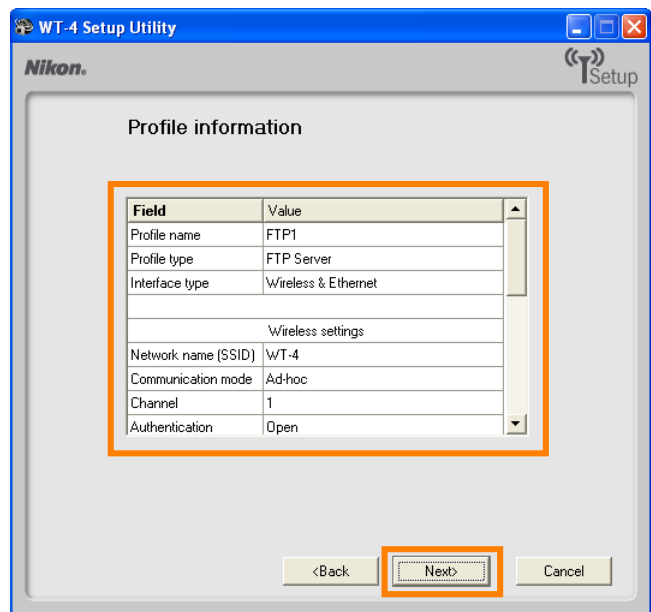 WT-4 Setup Utility
Nikon.
Setup
Profile information
Field Value
Profile name FTP1
Profile type FTP Server
Interface type Wireless & Ethernet
Wireless settings
Network name (SSID) WT-4
Communication mode Ad-hoc
Channel 1
Authentication Open
<Back Next> Cancel